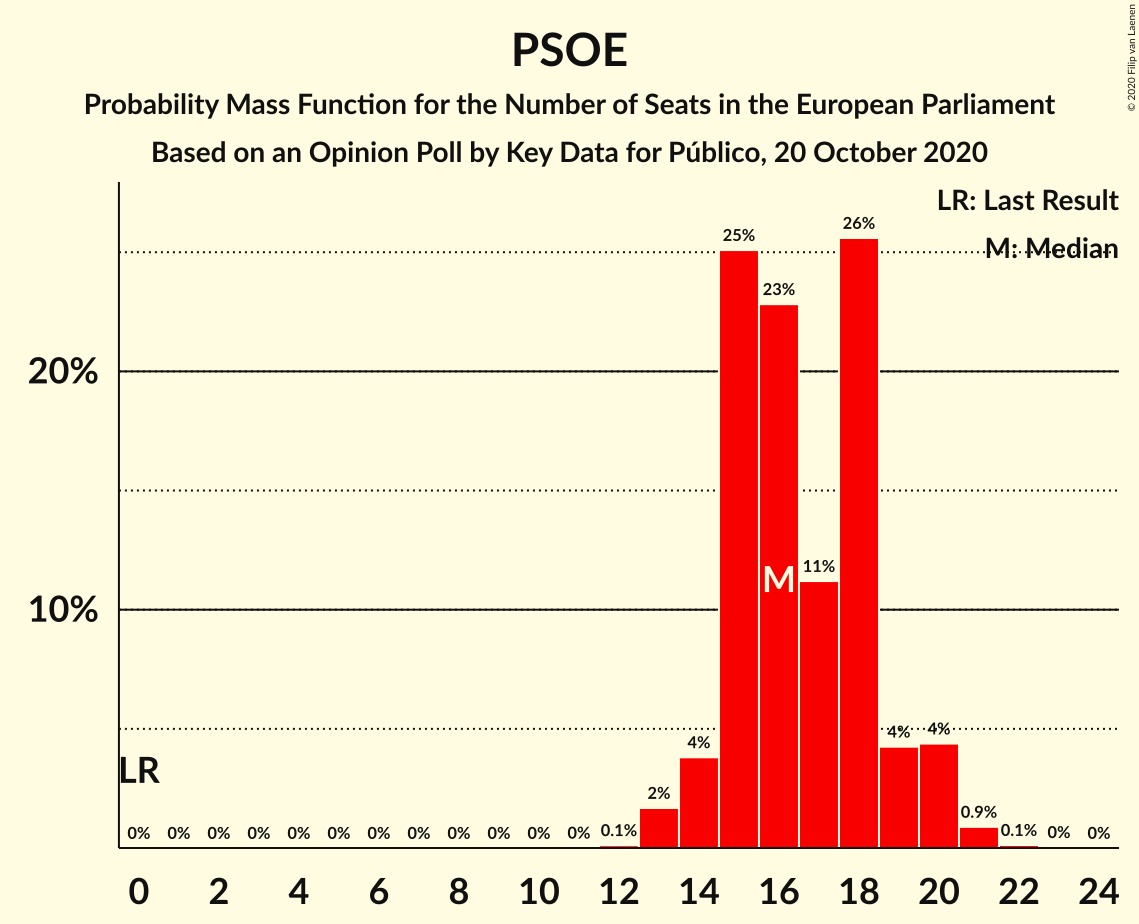 PSOE
Probability Mass Function for the Number of Seats in the European Parliament
Based on an Opinion Poll by Key Data for Público, 20 October 2020
© 2020 Filip van Laenen
LR: Last Result
M: Median
26%
25%
23%
20%
11%
M
10%
4%
4%
4%
LR
2%
0.9%
0% 0% 0% 0% 0% 0% 0% 0% 0% 0% 0% 0% 0.1% 0.1% 0% 0%
0 2 4 6 8 10 12 14 16 18 20 22 24